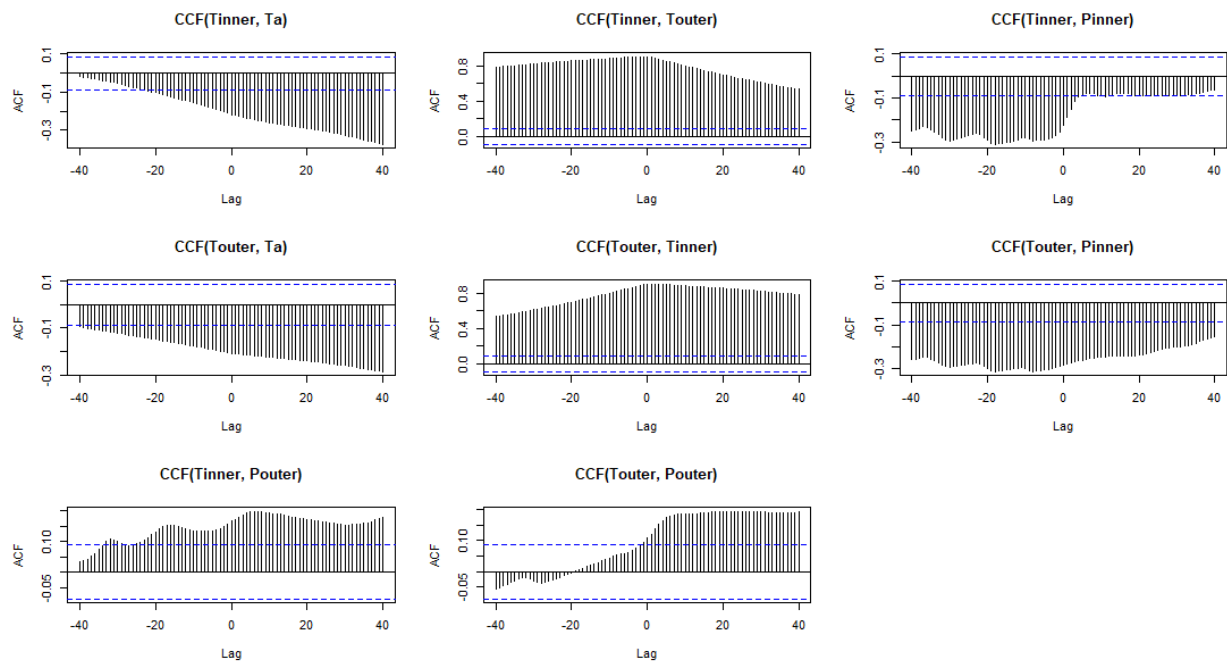 CCF(Tinner, Ta)
ACF
0.1
-0.1
-0.3
-40 -20 0 20 40
Lag
CCF(Tinner, Touter)
ACF
0.8
0.4
0.0
-40 -20 0 20 40
Lag
CCF(Tinner, Pinner)
ACF
0.1
-0.1
-0.3
-40 -20 0 20 40
Lag
CCF(Touter, Ta)
ACF
0.1
-0.1
-0.3
-40 -20 0 20 40
Lag
CCF(Touter, Tinner)
ACF
0.8
0.4
0.0
-40 -20 0 20 40
Lag
CCF(Touter, Pinner)
ACF
0.1
-0.1
-0.3
-40 -20 0 20 40
Lag
CCF(Tinner, Pouter)
ACF
0.10
-0.05
-40 -20 0 20 40
Lag
CCF(Touter, Pouter)
ACF
0.10
-0.05
-40 -20 0 20 40
Lag